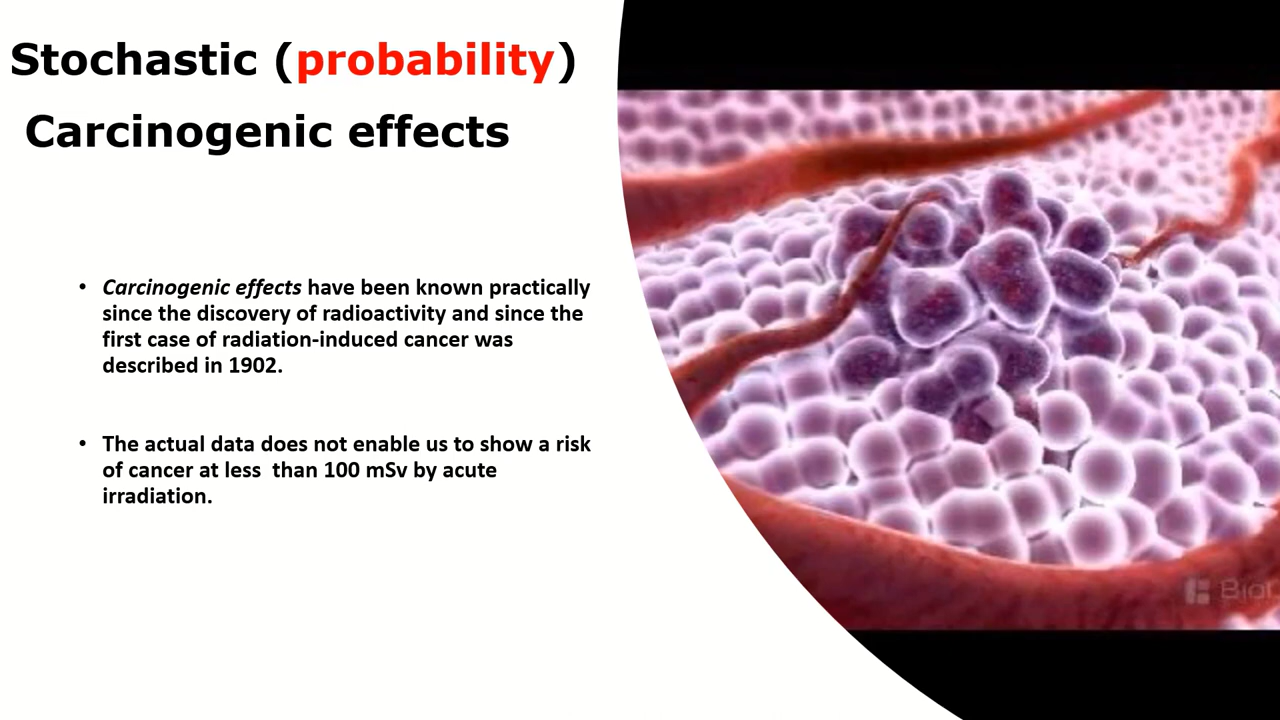 Stochastic (probability)
Carcinogenic effects
• Carcinogenic effects have been known practically
since the discovery of radioactivity and since the
first case of radiation-induced cancer was
described in 1902.
• The actual data does not enable us to show a risk
of cancer at less  than 100 mSv by acute
irradiation.